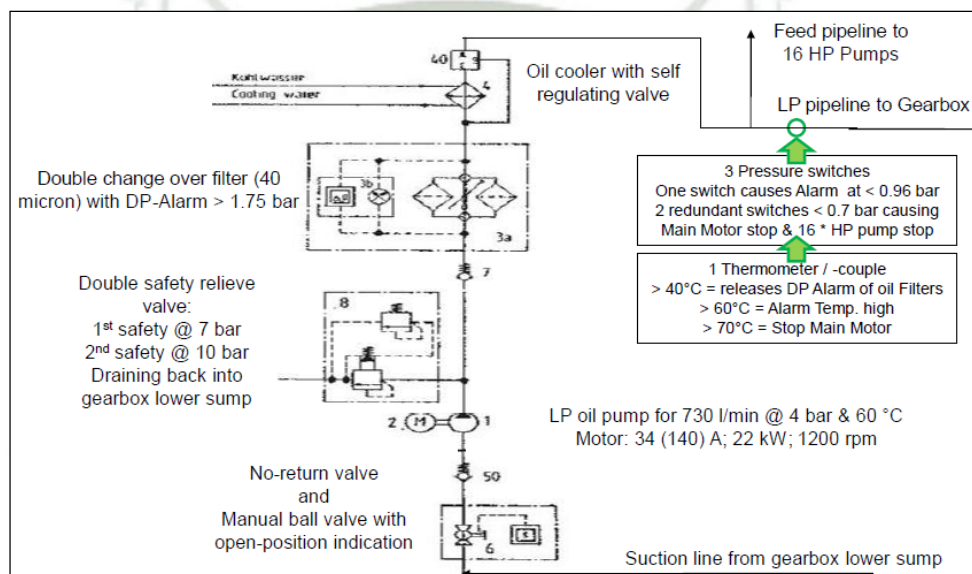 Feed pipeline to
16 HP Pumps
40
Kühlwasser
Cooling water
4
Oil cooler with self
regulating valve
LP pipeline to Gearbox
3 Pressure switches
One switch causes Alarm at < 0.96 bar
2 redundant switches < 0.7 bar causing
Main Motor stop & 16 * HP pump stop
Double change over filter (40
micron) with DP-Alarm > 1.75 bar
3b
3a
1 Thermometer / -couple
> 40°C = releases DP Alarm of oil Filters
> 60°C = Alarm Temp. high
> 70°C = Stop Main Motor
7
Double safety relieve
valve:
1st safety @ 7 bar
2nd safety @ 10 bar
Draining back into
gearbox lower sump
8
2
M
1
LP oil pump for 730 l/min @ 4 bar & 60 °C
Motor: 34 (140) A; 22 kW; 1200 rpm
50
No-return valve
and
Manual ball valve with
open-position indication
6
Suction line from gearbox lower sump